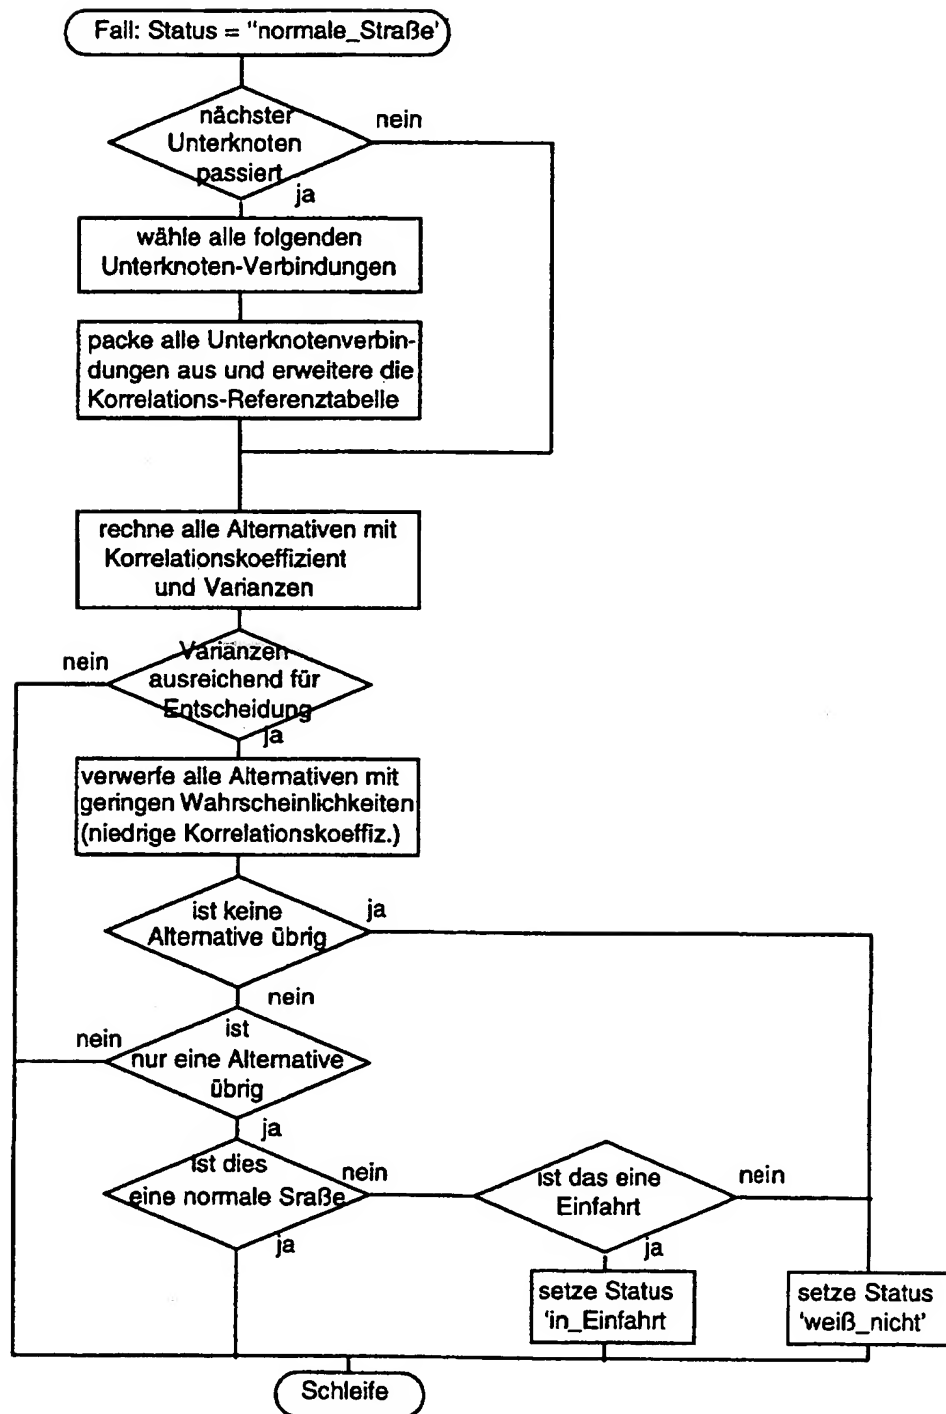 Fall: Status = "normale_Straße'
nächster
Unterknoten
passiert
nein
ja
wähle alle folgenden
Unterknoten-Verbindungen
packe alle Unterknotenverbin-
dungen aus und erweitere die
Korrelations-Referenztabelle
rechne alle Alternativen mit
Korrelationskoeffizient
und Varianzen
nein
Varianzen
ausreichend für
Entscheidung
ja
verwerfe alle Alternativen mit
geringen Wahrscheinlichkeiten
(niedrige Korrelationskoeffiz.)
ist keine
Alternative übrig
ja
nein
nein
ist
nur eine Alternative
übrig
ja
ist dies
eine normale Sraße
nein
ja
ist das eine
Einfahrt
nein
ja
setze Status
'in_Einfahrt
setze Status
'weiß_nicht'
Schleife